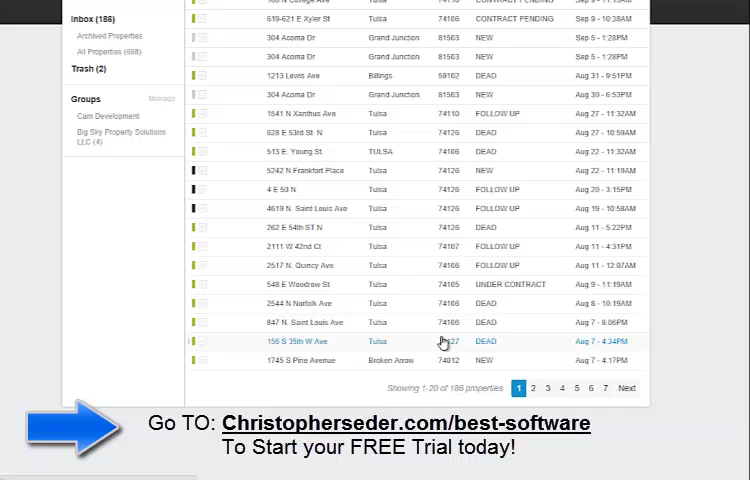 Inbox (186)
Archived Properties
All Properties (698)
Trash (2)
Groups Manage
Cam Development
Big Sky Property Solutions
LLC (4)
College Ave Tulsa 74110 CONTRACT PENDING
619-621 E Xyler St Tulsa 74106 CONTRACT PENDING Sep 9 - 10:38AM
304 Acoma Dr Grand Junction 81503 NEW Sep 5 - 1:28PM
304 Acoma Dr Grand Junction 81503 NEW Sep 5 - 1:28PM
1213 Lewis Ave Billings 59102 DEAD Aug 31 - 9:51PM
304 Acoma Dr Grand Junction 81503 NEW Aug 30 - 6:53PM
1541 N Xanthus Ave Tulsa 74110 FOLLOW UP Aug 27 - 11:32AM
628 E 53rd St. N Tulsa 74126 DEAD Aug 27 - 10:59AM
513 E. Young St. TULSA 74106 DEAD Aug 22 - 11:32AM
5242 N Frankfort Place Tulsa 74126 NEW Aug 22 - 11:19AM
4 E 50 N Tulsa 74126 FOLLOW UP Aug 20 - 3:15PM
4619 N. Saint Louis Ave Tulsa 74126 FOLLOW UP Aug 19 - 10:58AM
262 E 54th ST N Tulsa 74126 DEAD Aug 11 - 5:22PM
2111 W 42nd Ct Tulsa 74107 FOLLOW UP Aug 11 - 4:31PM
2517 N. Quincy Ave Tulsa 74106 FOLLOW UP Aug 11 - 12:07AM
548 E Woodrow St Tulsa 74105 UNDER CONTRACT Aug 9 - 11:19AM
2544 N Norfolk Ave Tulsa 74106 DEAD Aug 8 - 10:19AM
847 N. Saint Louis Ave Tulsa 74106 DEAD Aug 7 - 6:06PM
156 S 35th W Ave Tulsa DEAD Aug 7 - 4:34PM
1745 S Pine Avenue Broken Arrow 74012 NEW Aug 7 - 4:17PM
Showing 1-20 of 186 properties 1 2 3 4 5 6 7 Next
Go TO: Christopherseder.com/best-software
To Start your FREE Trial today!